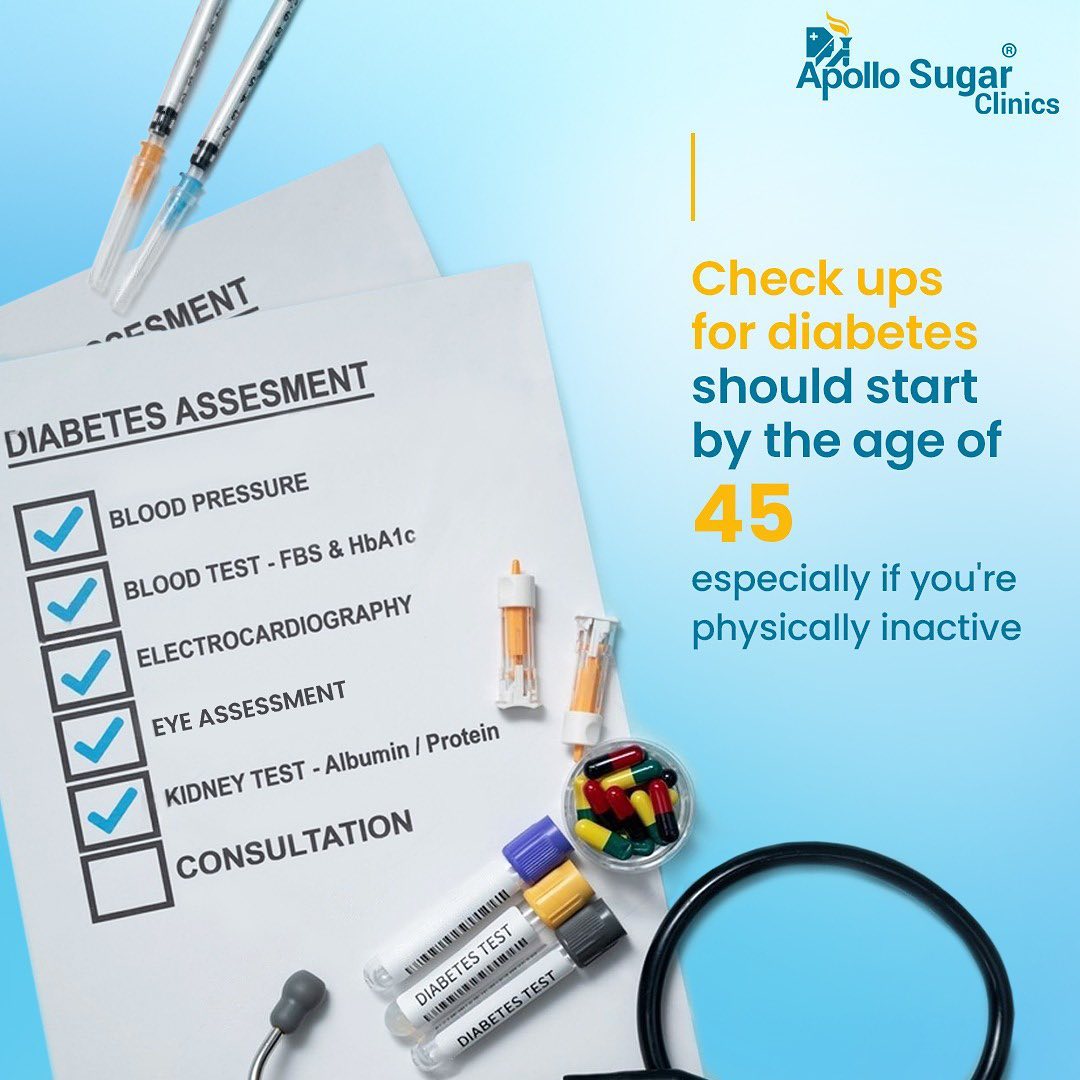 Apollo Sugar®
Clinics
Check ups
for diabetes
should start
by the age of
45
especially if you're
physically inactive
DIABETES ASSESMENT
BLOOD PRESSURE
BLOOD TEST - FBS & HbA1c
ELECTROCARDIOGRAPHY
EYE ASSESSMENT
KIDNEY TEST - Albumin / Protein
CONSULTATION
DIABETES TEST
DIABETES TEST